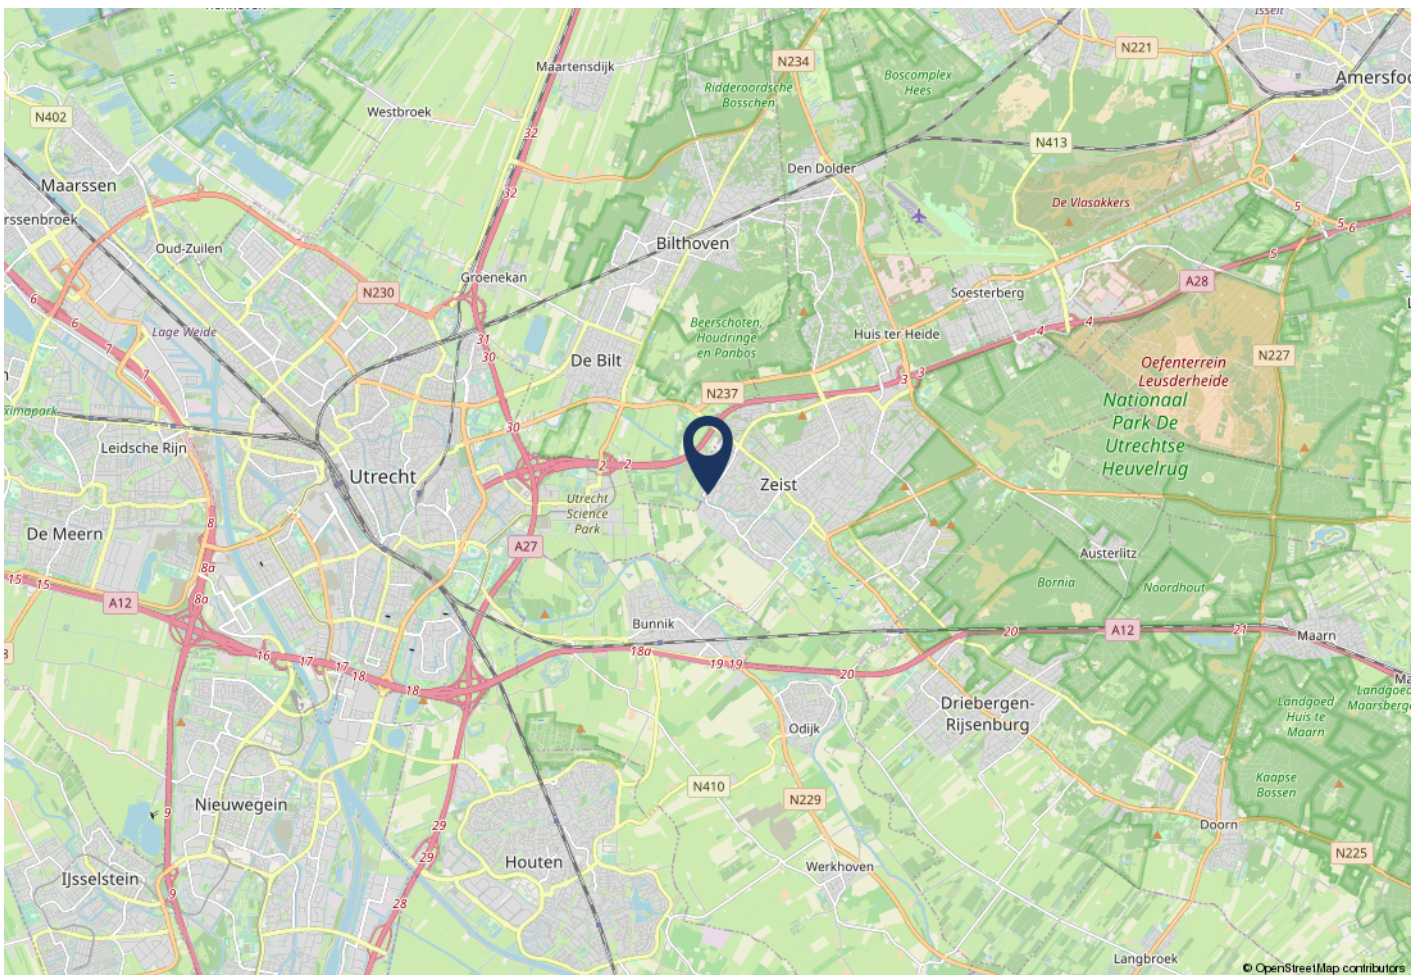 N234
N221
Isselt
Maartensdijk
Ridderoordsche
Bosschen
Boscomplex
Hees
Westbroek
N402
32
N413
Den Dolder
Maarssen
32
De Vlasakkers
5
5
6
Oud-Zuilen
Bilthoven
5
Groenekan
N230
A28
6
6
Soesterberg
Lage Weide
Beerschoten,
Houdringe
en Panbos
4
4
Huis ter Heide
31
30
7
De Bilt
Oefenterrein
Leusderheide
N227
7
3
3
N237
Nationaal
Park De
Utrechtse
Heuvelrug
30
Leidsche Rijn
2
2
Utrecht
Zeist
Utrecht
Science
Park
8
De Meern
A27
Austerlitz
8a
15
15
Bornia
Noordhout
A12
8a
Bunnik
20
A12
21
Maarn
16
17
17
18
18
18a
19
19
20
Driebergen-
Rijsenburg
Landgoed
Huis te
Maarn
Landgoed
Maarsberge
Odijk
Kaapse
Bossen
N410
N229
Nieuwegein
9
29
29
Doorn
N225
Houten
Werkhoven
IJsselstein
9
28
Langbroek
© OpenStreetMap contributors